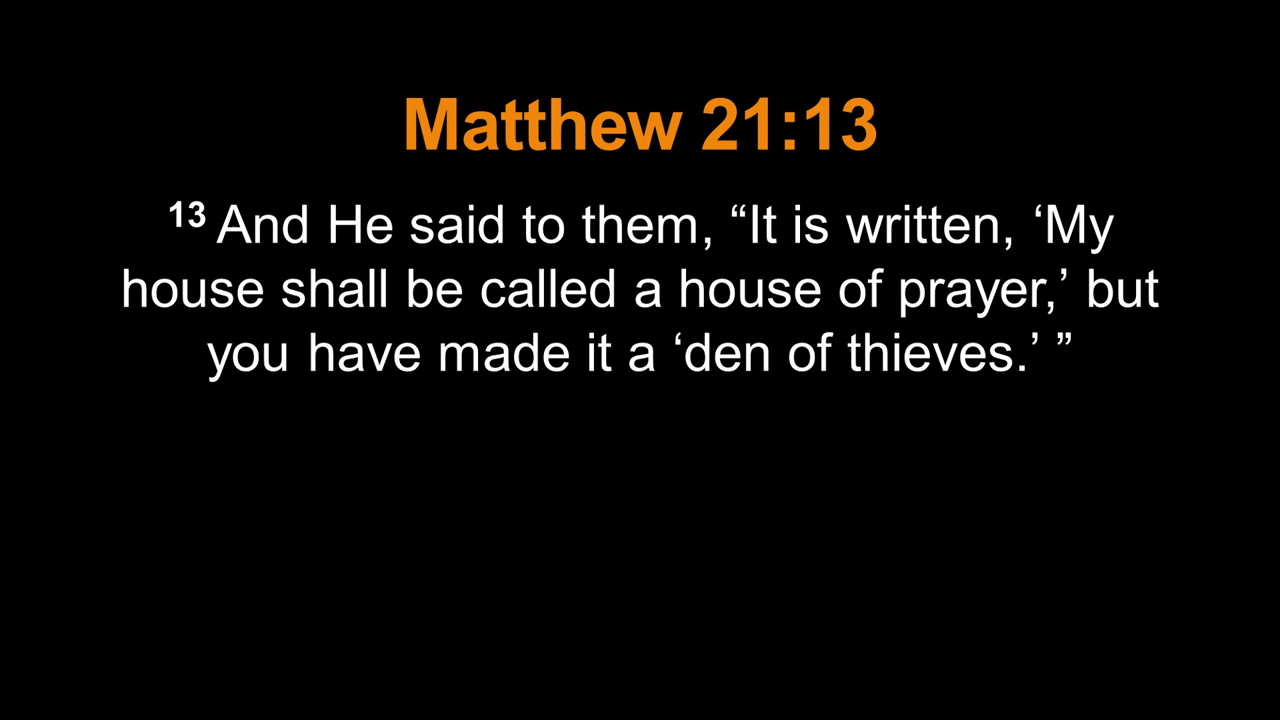 Matthew 21:13
13 And He said to them, “It is written, ‘My
house shall be called a house of prayer,’ but
you have made it a ‘den of thieves.’ ”